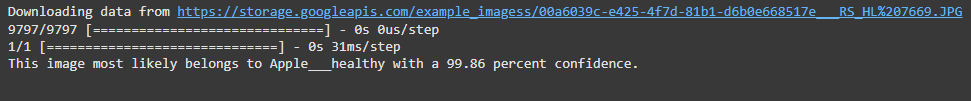 Downloading data from https://storage.googleapis.com/example_imagess/00a6039c-e425-4f7d-81b1-d6b0e668517e___RS_HL%207669.JPG
9797/9797 [==============================] - 0s 0us/step
1/1 [==============================] - 0s 31ms/step
This image most likely belongs to Apple___healthy with a 99.86 percent confidence.